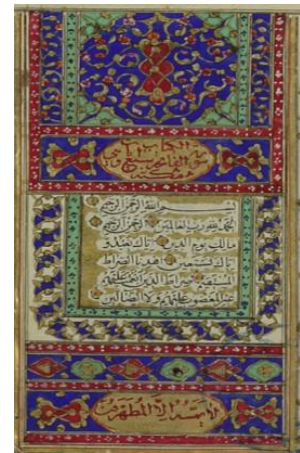 بسم الله الرحمن الرحيم
الحمد لله رب العالمين الرحمن الرحيم
مالك يوم الدين اياك نعبد و
اياك نستعين اهدنا الصراط
المستقيم صراط الذين انعمت عليهم
غير المغضوب عليهم ولا الضالين
لا يمسه الا المطهرون